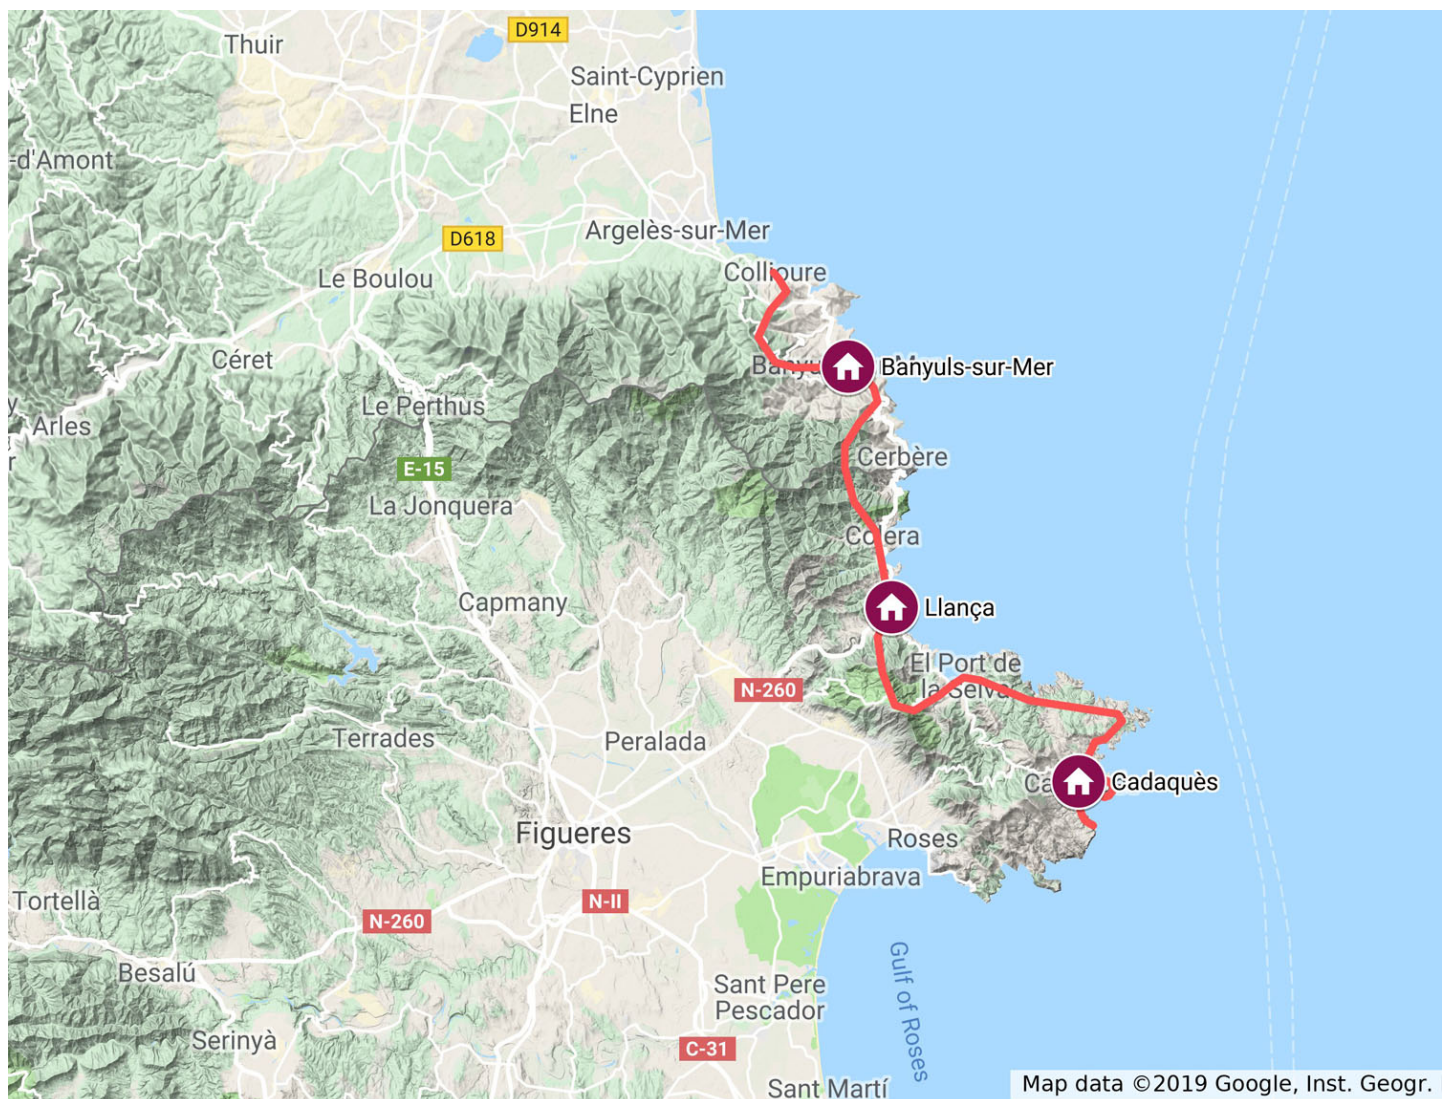 D914
Thuir
Saint-Cyprien
Elne
-d'Amont
Argelès-sur-Mer
D618
Collioure
Le Boulou
Céret
Banyuls-sur-Mer
Le Perthus
Arles
Cerbère
E-15
La Jonquera
Colera
Capmany
Llança
El Port de
la Selva
N-260
Terrades
Peralada
Cadaquès
Figueres
Roses
Empuriabrava
Tortellà
N-II
N-260
Besalú
Gulf of Roses
Sant Pere
Pescador
Serinyà
C-31
Sant Martí
Map data ©2019 Google, Inst. Geogr.